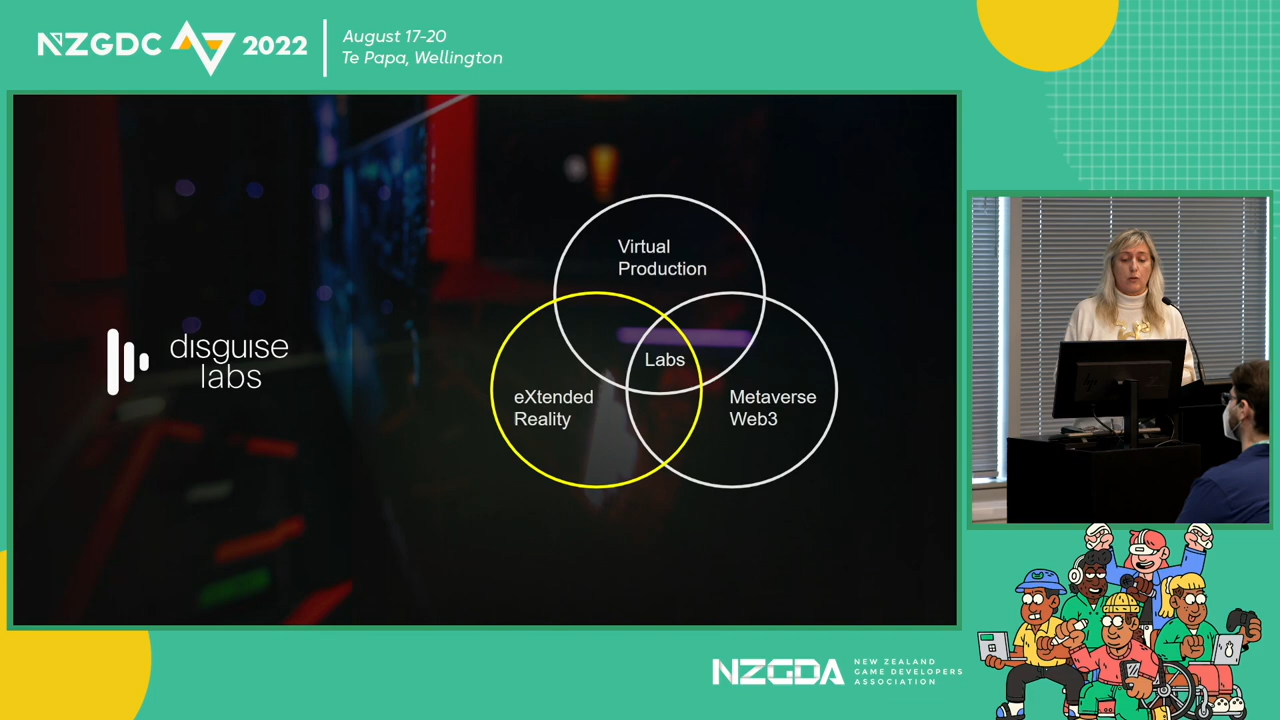 NZGDC
2022
August 17-20
Te Papa, Wellington
disguise
labs
Virtual
Production
Labs
eXtended
Reality
Metaverse
Web3
NZGDA
NEW ZEALAND
GAME DEVELOPERS
ASSOCIATION